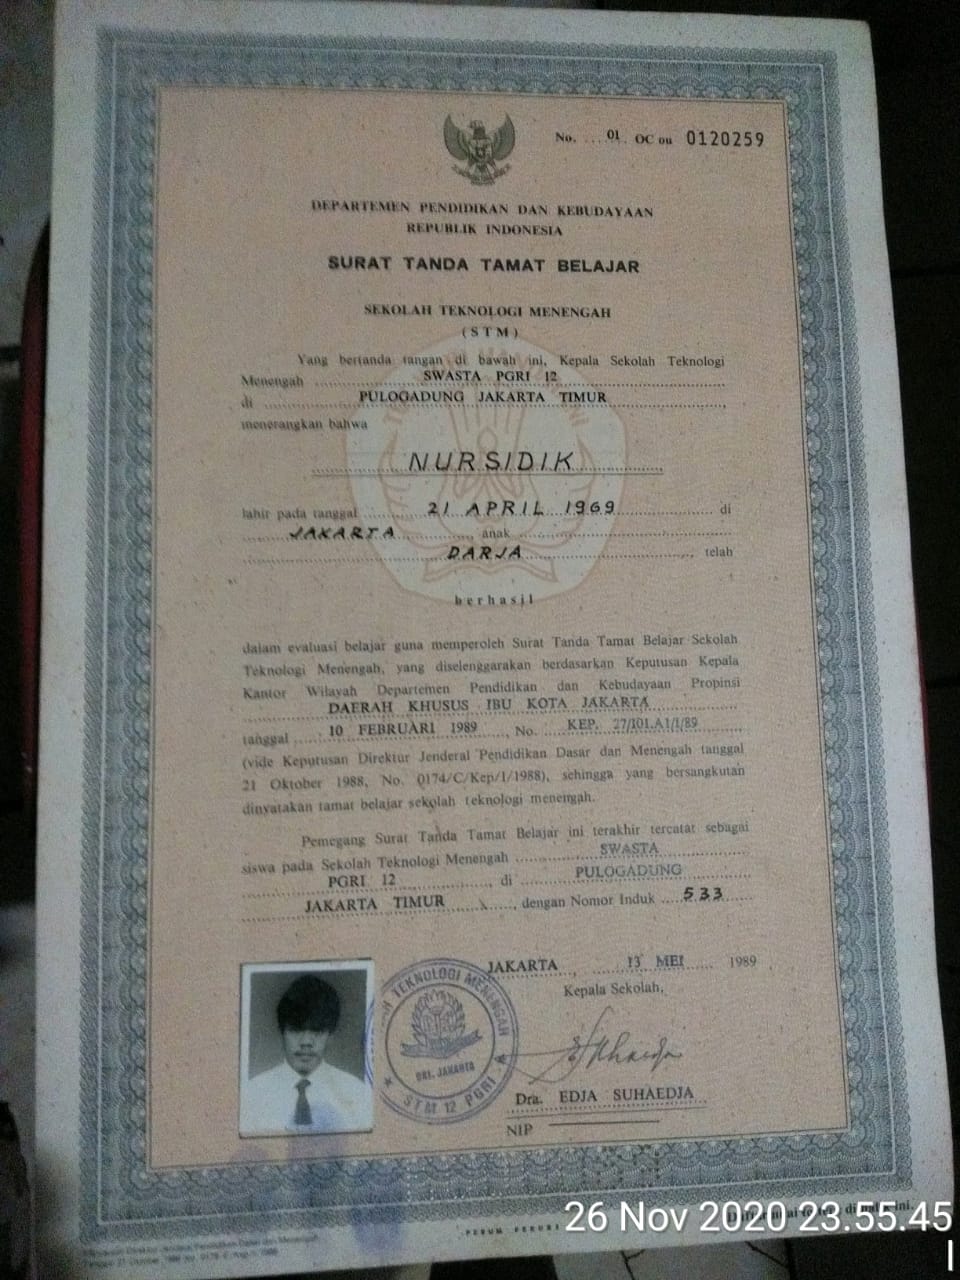 No. ....01.. OC ou 0120259
DEPARTEMEN PENDIDIKAN DAN KEBUDAYAAN
REPUBLIK INDONESIA
SURAT TANDA TAMAT BELAJAR
SEKOLAH TEKNOLOGI MENENGAH
(STM)
Yang bertanda tangan di bawah ini, Kepala Sekolah Teknologi
Menengah SWASTA PGRI 12
di PULOGADUNG JAKARTA TIMUR,
menerangkan bahwa
NURSIDIK
lahir pada tanggal 21 APRIL 1969 di
JAKARTA, anak
DARJA, telah
berhasil
dalam evaluasi belajar guna memperoleh Surat Tanda Tamat Belajar Sekolah
Teknologi Menengah, yang diselenggarakan berdasarkan Keputusan Kepala
Kantor Wilayah Departemen Pendidikan dan Kebudayaan Propinsi
DAERAH KHUSUS IBU KOTA JAKARTA
tanggal 10 FEBRUARI 1989, No. KEP. 27/I01.A1/I/89
(vide Keputusan Direktur Jenderal Pendidikan Dasar dan Menengah tanggal
21 Oktober 1988, No. 0174/C/Kep/I/1988), sehingga yang bersangkutan
dinyatakan tamat belajar sekolah teknologi menengah.
Pemegang Surat Tanda Tamat Belajar ini terakhir tercatat sebagai
siswa pada Sekolah Teknologi Menengah SWASTA
PGRI 12, di PULOGADUNG
JAKARTA TIMUR, dengan Nomor Induk 533
JAKARTA, 13 MEI 1989
Kepala Sekolah,
TEKNOLOGI MENENGAH
DKI. JAKARTA
STM 12 PGRI - A
Dra. EDJA SUHAEDJA
NIP
26 Nov 2020 23.55.45